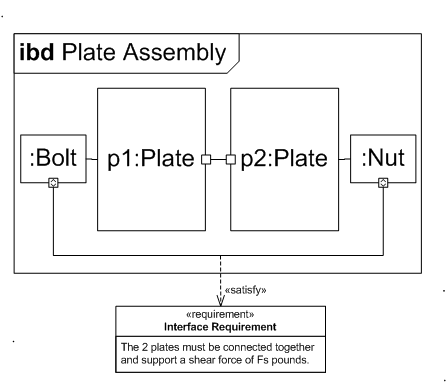 ibd Plate Assembly
:Bolt p1:Plate p2:Plate :Nut
«satisfy»
«requirement»
Interface Requirement
The 2 plates must be connected together
and support a shear force of Fs pounds.